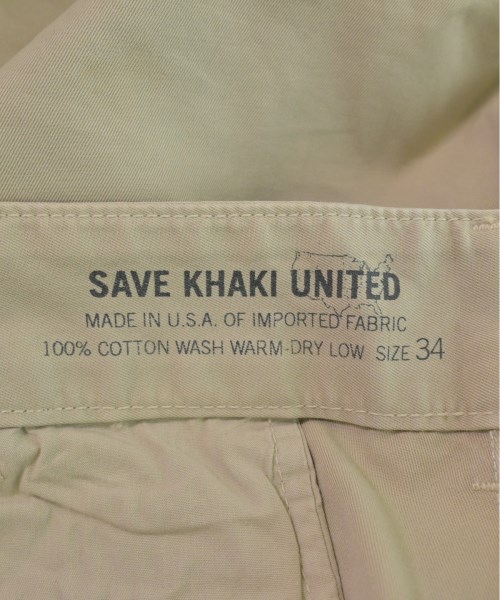 SAVE KHAKI UNITED
MADE IN U.S.A. OF IMPORTED FABRIC
100% COTTON WASH WARM-DRY LOW SIZE 34